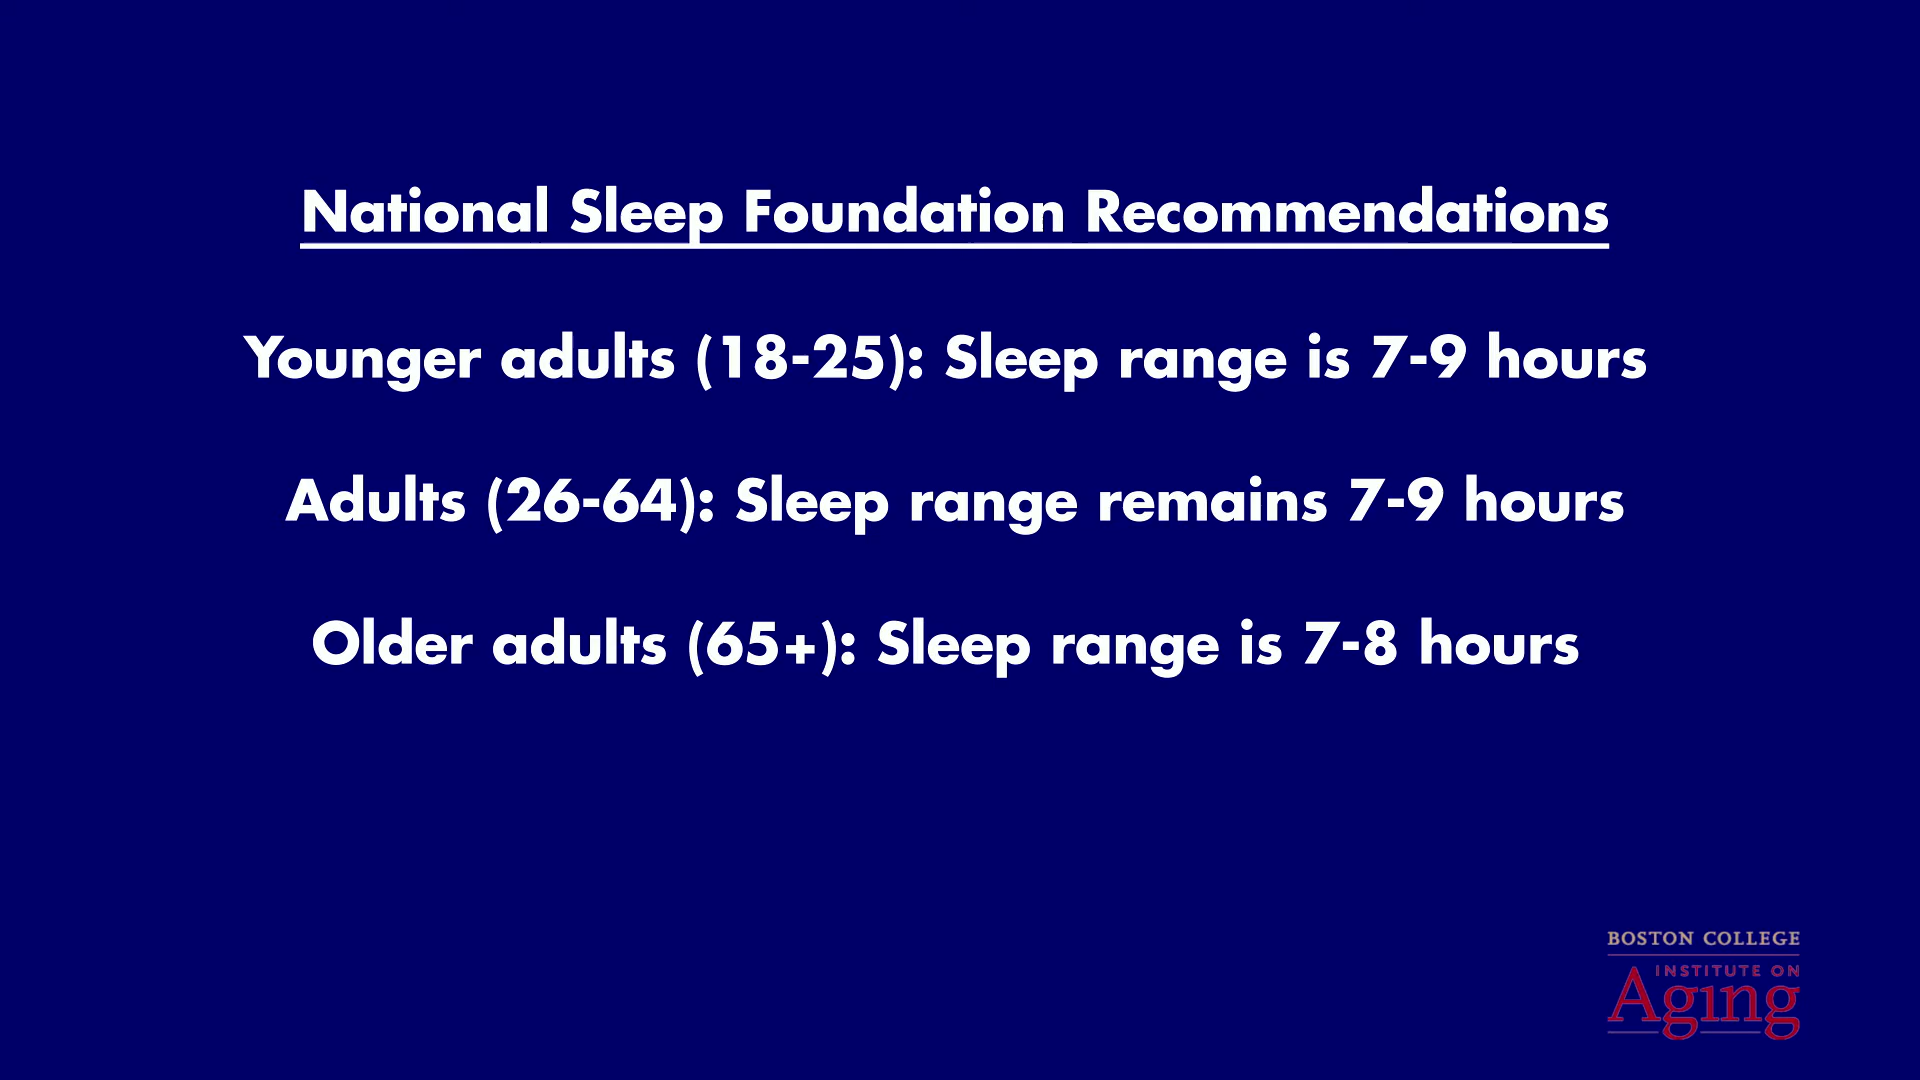 National Sleep Foundation Recommendations
Younger adults (18-25): Sleep range is 7-9 hours
Adults (26-64): Sleep range remains 7-9 hours
Older adults (65+): Sleep range is 7-8 hours
BOSTON COLLEGE
INSTITUTE ON
Aging